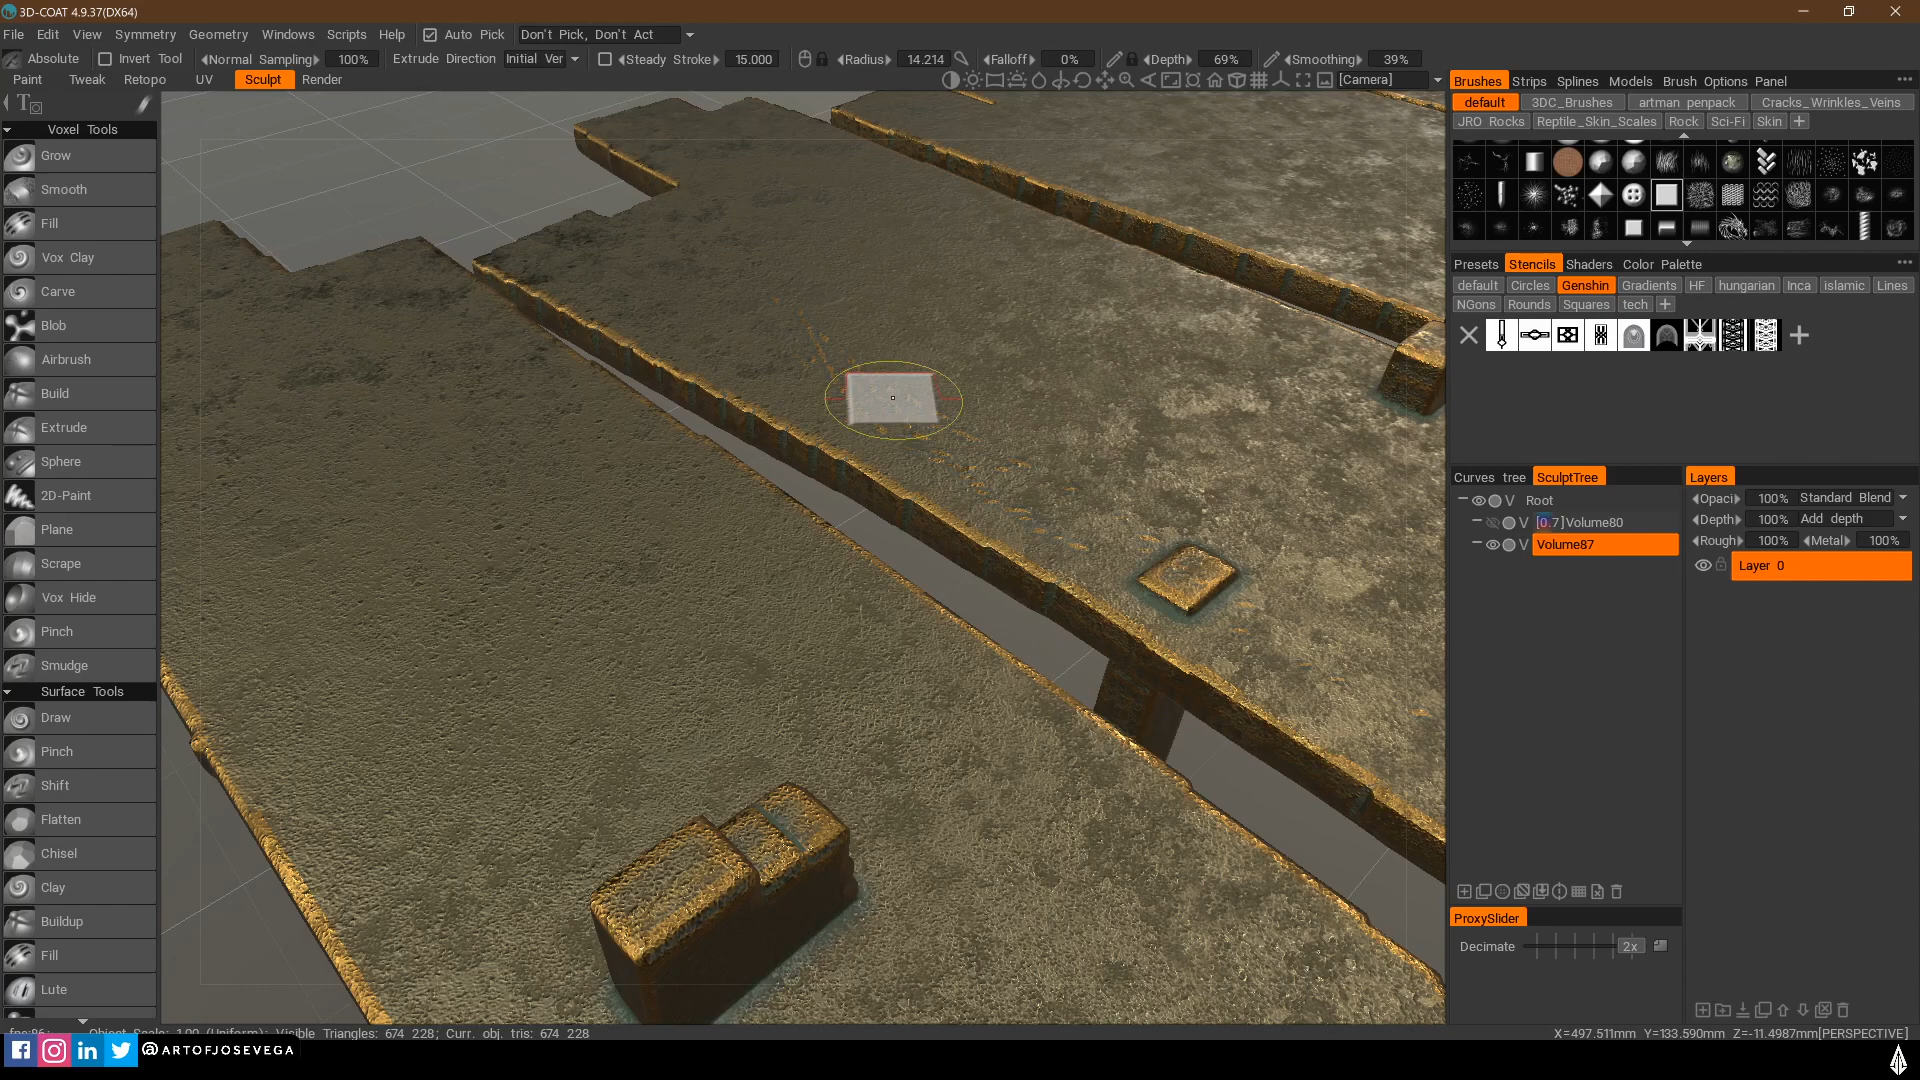 3D-COAT 4.9.37(DX64)
File Edit View Symmetry Geometry Windows Scripts Help Auto Pick Don't Pick, Don't Act
Absolute Invert Tool Normal Sampling 100% Extrude Direction Initial Ver Steady Stroke 15.000 Radius 14.214 Falloff 0% Depth 69% Smoothing 39%
Paint Tweak Retopo UV Sculpt Render [Camera]
Voxel Tools
Grow
Smooth
Fill
Vox Clay
Carve
Blob
Airbrush
Build
Extrude
Sphere
2D-Paint
Plane
Scrape
Vox Hide
Pinch
Smudge
Surface Tools
Draw
Pinch
Shift
Flatten
Chisel
Clay
Buildup
Fill
Lute
Brushes Strips Splines Models Brush Options Panel
default 3DC_Brushes artman penpack Cracks_Wrinkles_Veins
JRO Rocks Reptile_Skin_Scales Rock Sci-Fi Skin +
Presets Stencils Shaders Color Palette
default Circles Genshin Gradients HF hungarian Inca islamic Lines
NGons Rounds Squares tech +
Curves tree SculptTree
V Root
V [0.7]Volume80
V Volume87
Layers
Opaci 100% Standard Blend
Depth 100% Add depth
Rough 100% Metal 100%
Layer 0
ProxySlider
Decimate 2x
fps:86; Object Scale: 1.00 (Uniform); Visible Triangles: 674 228; Curr. obj. tris: 674 228
X=497.511mm Y=133.590mm Z=-11.4987mm[PERSPECTIVE]
@ARTOFJOSEVEGA